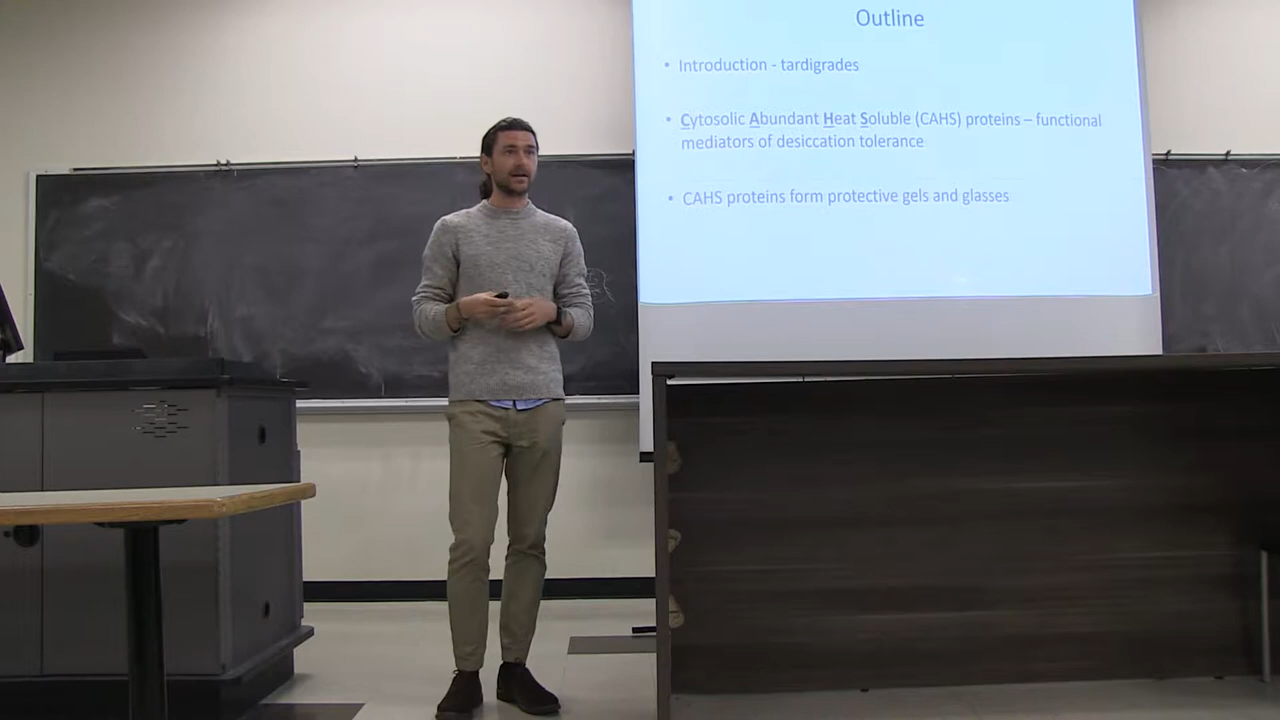 Outline
• Introduction - tardigrades
• Cytosolic Abundant Heat Soluble (CAHS) proteins – functional
mediators of desiccation tolerance
• CAHS proteins form protective gels and glasses